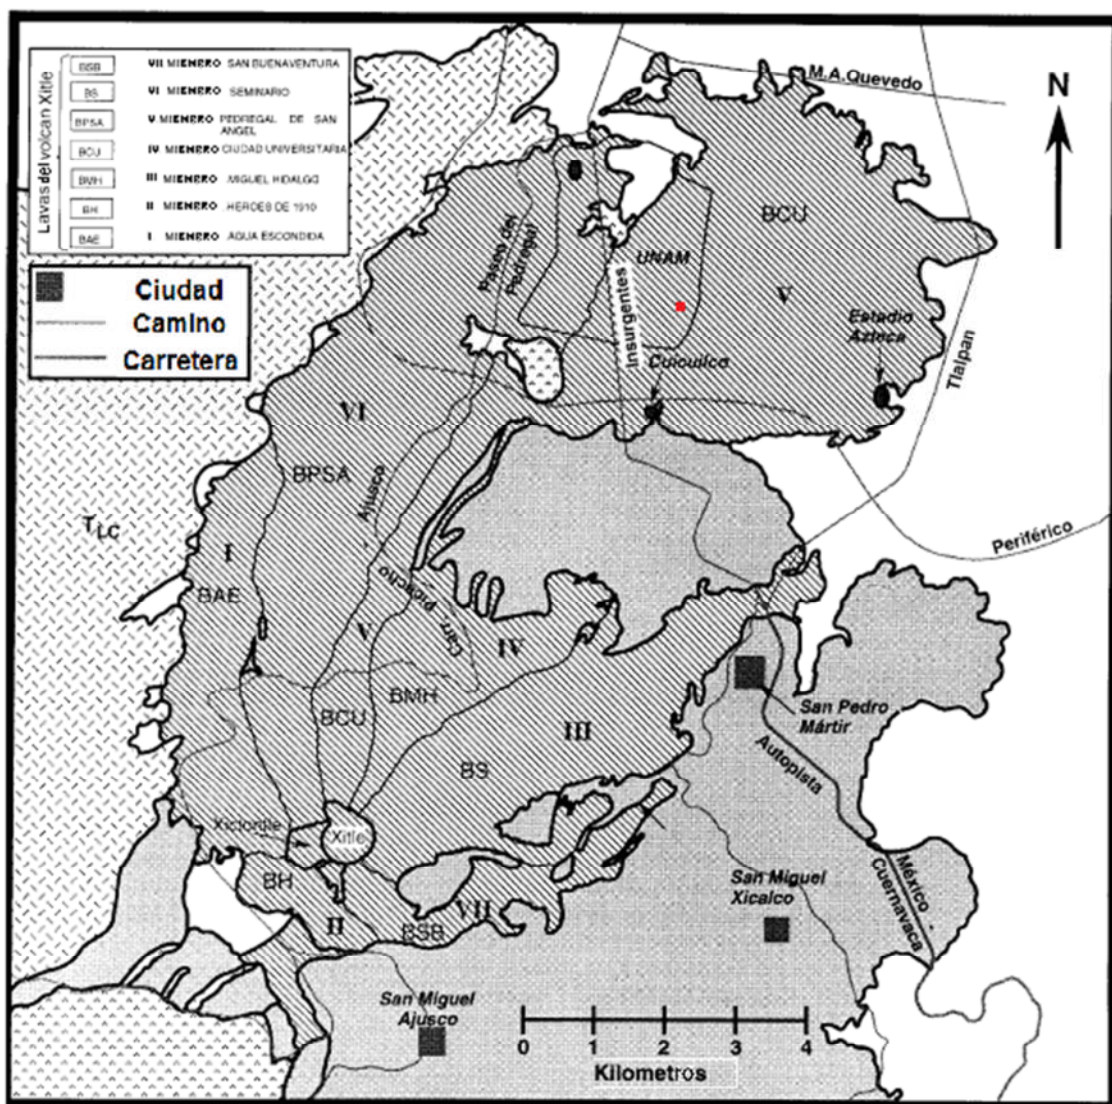 Lavas del volcan Xitle
BSB VII MIEMBRO SAN BUENAVENTURA
BS VI MIEMBRO SEMINARIO
BPSA V MIEMBRO PEDREGAL DE SAN
ANGEL
BCU IV MIEMBRO CIUDAD UNIVERSITARIA
BMH III MIEMBRO MIGUEL HIDALGO
BH II MIEMBRO HEROES DE 1910
BAE I MIEMBRO AGUA ESCONDIDA
Ciudad
Camino
Carretera
M.A.Quevedo
N
BCU
Paseo del
Pedregal
UNAM
Insurgentes
V
Estadio
Azteca
Tlalpan
Cuicuilco
VI
BPSA
Ajusco
TLC
I
BAE
Periférico
Carr. Picacho
V
IV
BMH
BCU
III
BS
San Pedro
Mártir
Autopista
Xicontle
Xitle
BH
II
VII
BSB
San Miguel
Xicalco
México
Cuernavaca
San Miguel
Ajusco
0 1 2 3 4
Kilometros